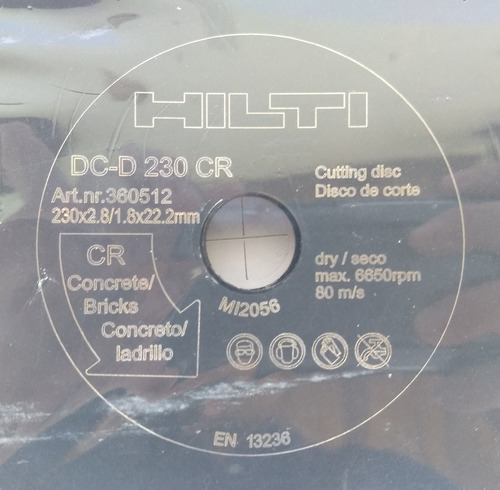 HILTI
DC-D 230 CR
Art.nr.360512
230x2.8/1.8x22.2mm
Cutting disc
Disco de corte
CR
Concrete/
Bricks
Concreto/
ladrillo
dry / seco
max. 6650rpm
80 m/s
MI2056
EN 13236